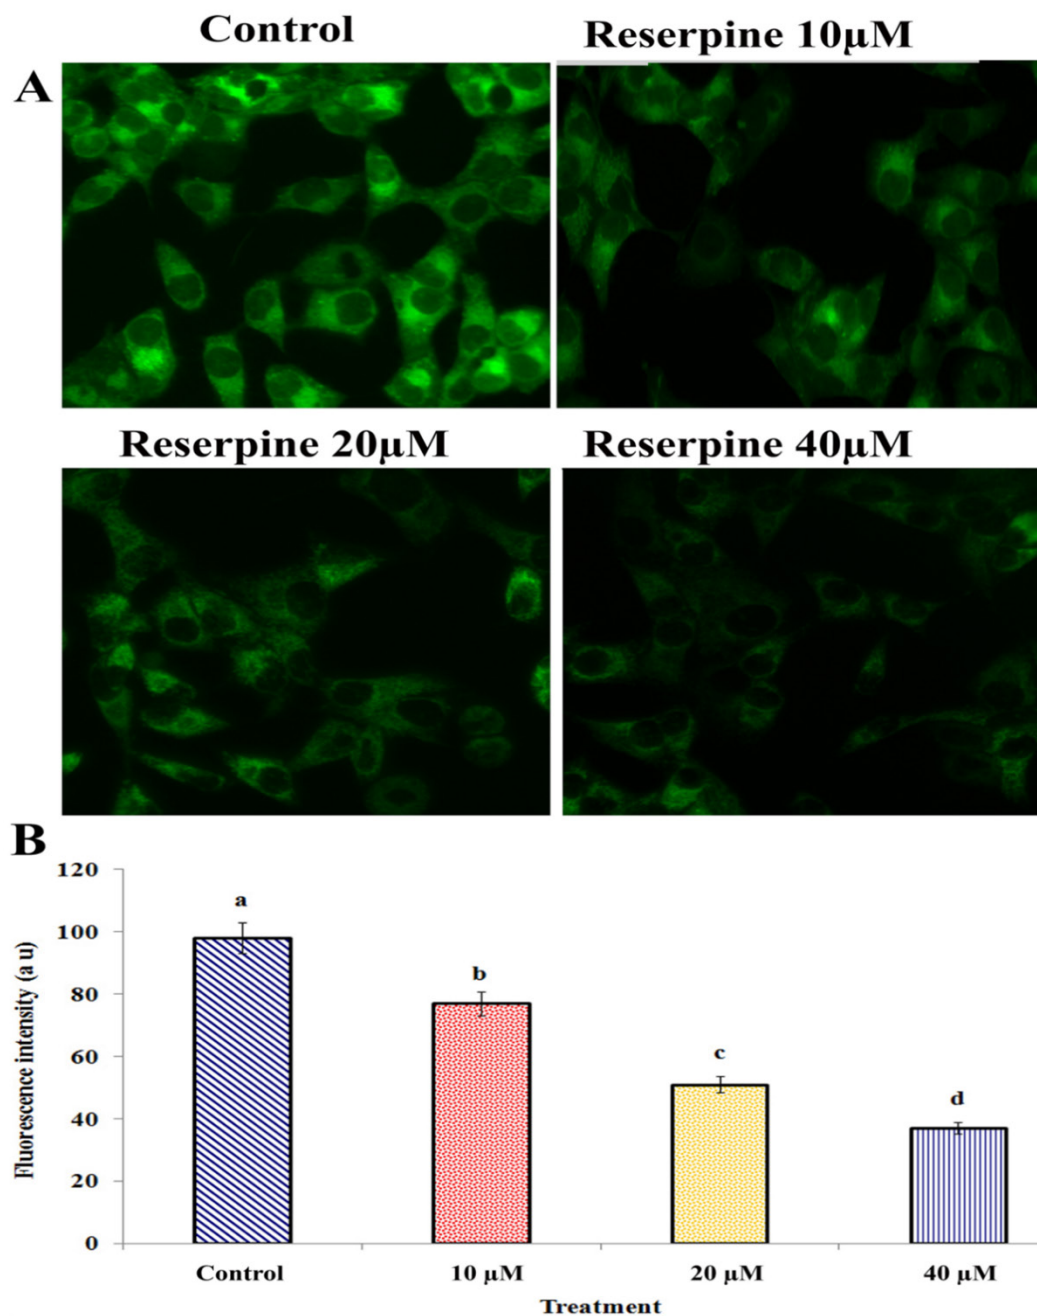 Control
Reserpine 10μM
A
Reserpine 20μM
Reserpine 40μM
B
120
100
80
60
40
20
0
Fluorescence intensity (a u)
a
b
c
d
Control
10 μM
20 μM
40 μM
Treatment